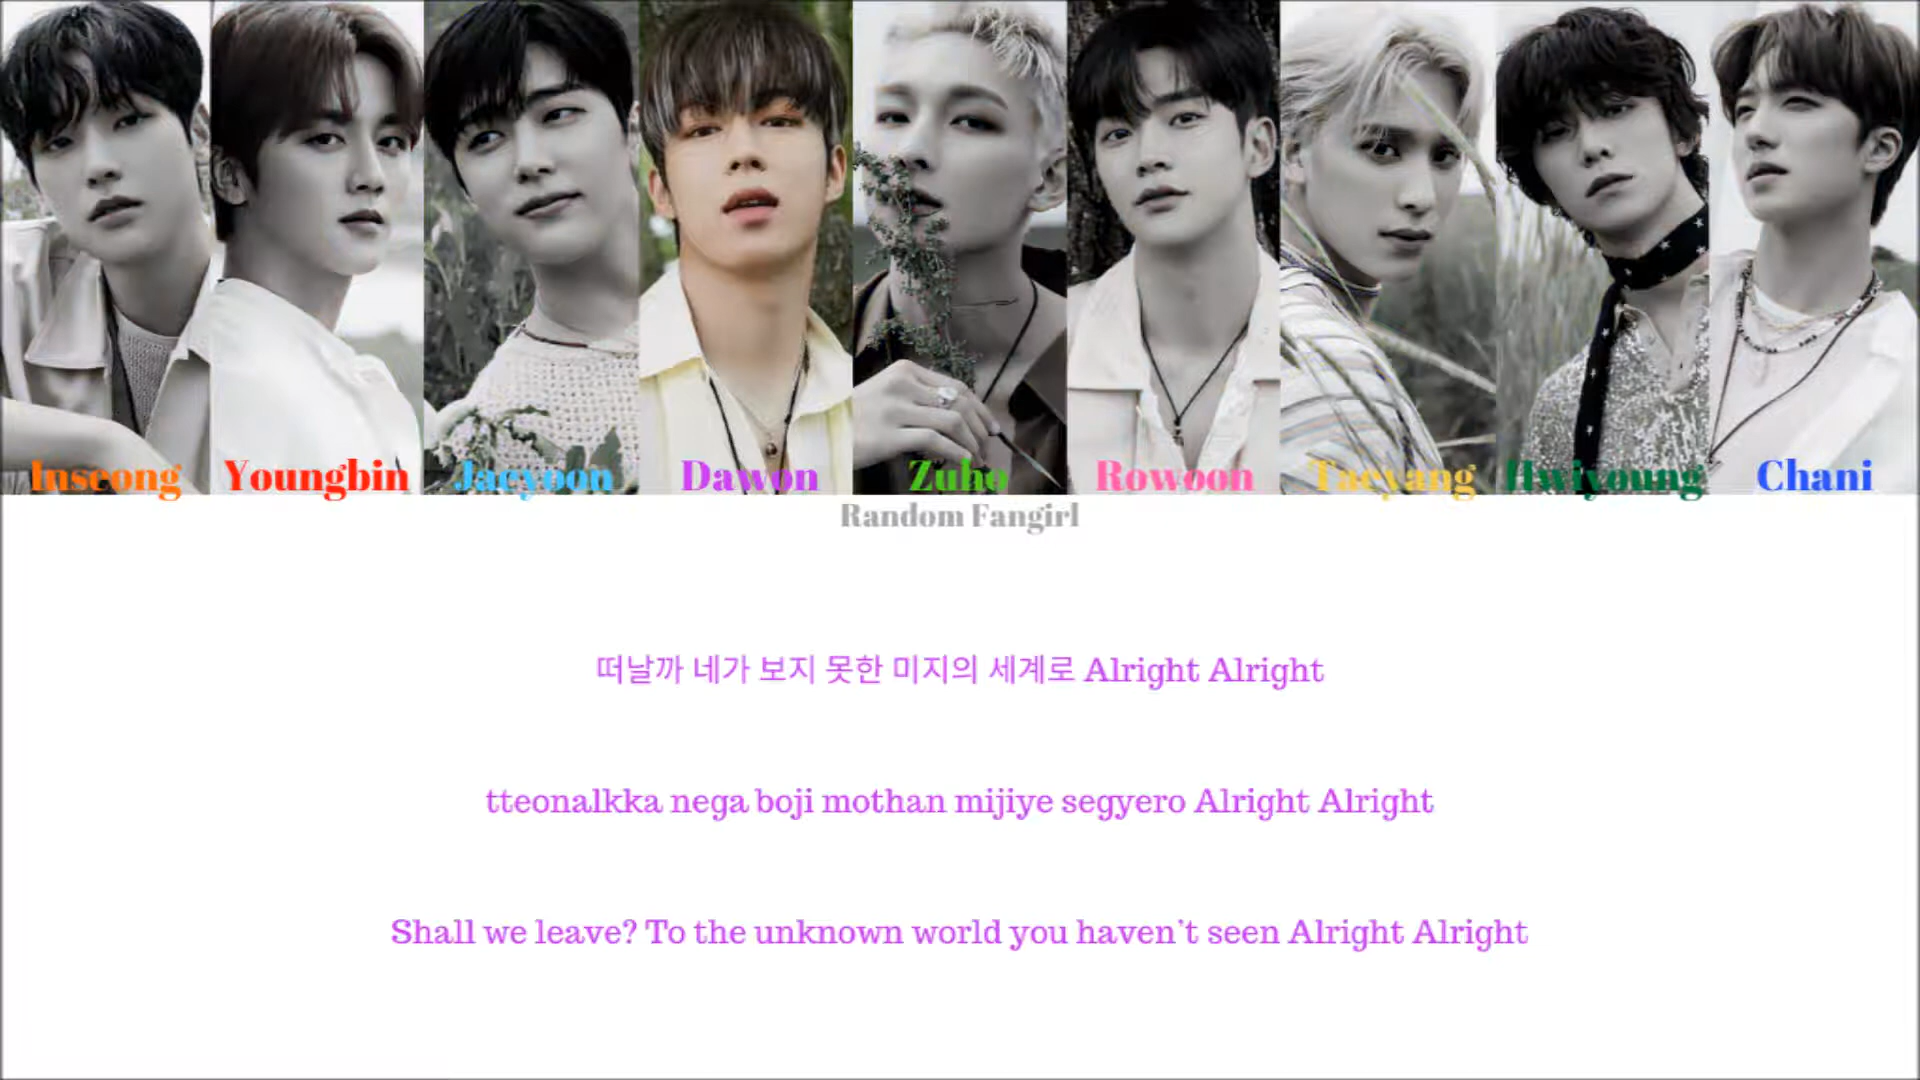 Inseong Youngbin Jaeyoon Dawon Zuho Rowoon Taeyang Hwiyoung Chani
Random Fangirl
떠날까 네가 보지 못한 미지의 세계로 Alright Alright
tteonalkka nega boji mothan mijiye segyero Alright Alright
Shall we leave? To the unknown world you haven't seen Alright Alright